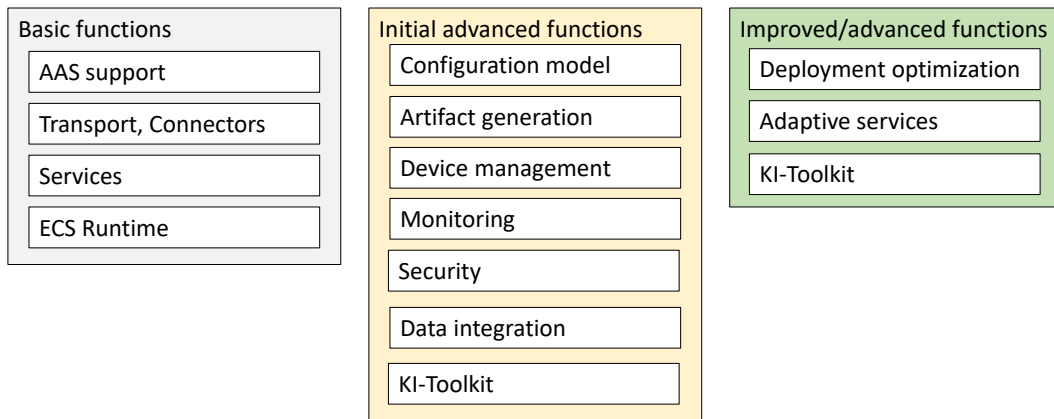 Basic functions
AAS support
Transport, Connectors
Services
ECS Runtime
Initial advanced functions
Configuration model
Artifact generation
Device management
Monitoring
Security
Data integration
KI-Toolkit
Improved/advanced functions
Deployment optimization
Adaptive services
KI-Toolkit